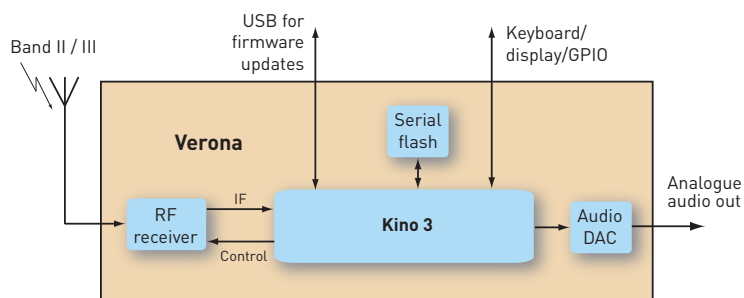 USB for
firmware
updates
Keyboard/
display/GPIO
Band II / III
Verona
Serial
flash
Analogue
audio out
RF
receiver
IF
Control
Kino 3
Audio
DAC